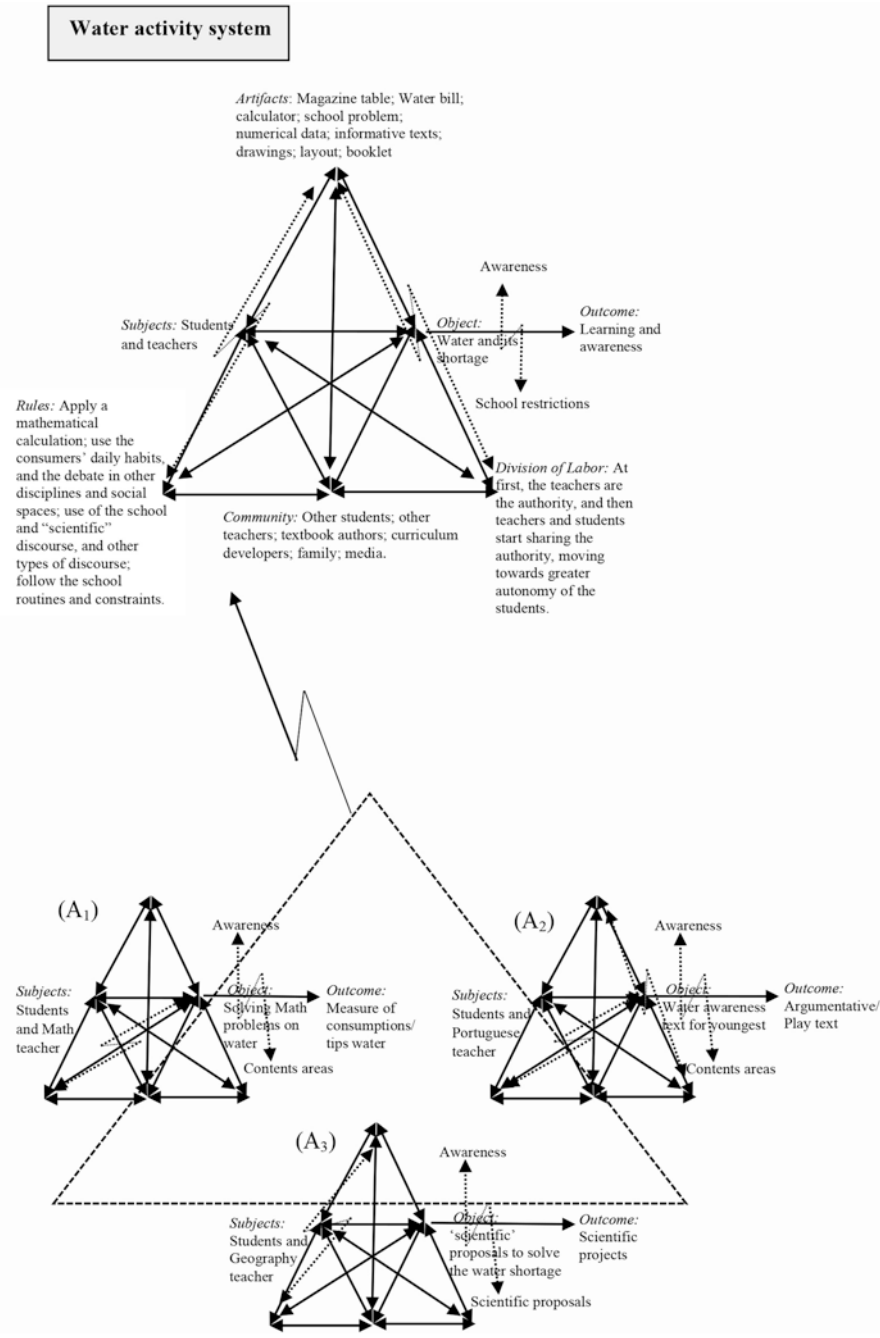 Water activity system
Artifacts: Magazine table; Water bill;
calculator; school problem;
numerical data; informative texts;
drawings; layout; booklet
Awareness
Subjects: Students
and teachers
Object:
Water and its
shortage
Outcome:
Learning and
awareness
School restrictions
Rules: Apply a
mathematical
calculation; use the
consumers' daily habits,
and the debate in other
disciplines and social
spaces; use of the school
and “scientific”
discourse, and other
types of discourse;
follow the school
routines and constraints.
Community: Other students; other
teachers; textbook authors; curriculum
developers; family; media.
Division of Labor: At
first, the teachers are
the authority, and then
teachers and students
start sharing the
authority, moving
towards greater
autonomy of the
students.
(A1)
Awareness
Subjects:
Students
and Math
teacher
Object:
Solving Math
problems on
water
Outcome:
Measure of
consumptions/
tips water
Contents areas
(A2)
Awareness
Subjects:
Students and
Portuguese
teacher
Object:
Water awareness
text for youngest
Outcome:
Argumentative/
Play text
Contents areas
(A3)
Awareness
Subjects:
Students and
Geography
teacher
Object:
‘scientific’
proposals to solve
the water shortage
Outcome:
Scientific
projects
Scientific proposals